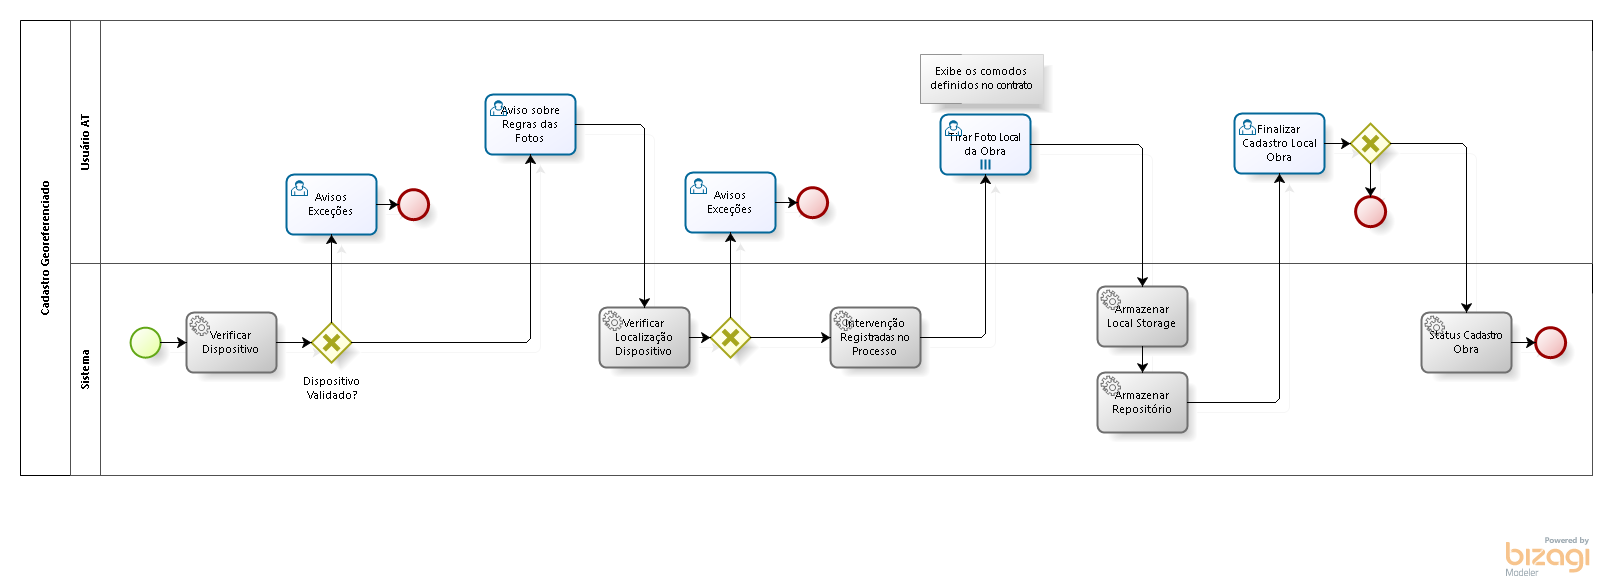 Cadastro Georeferenciado
Usuário AT
Sistema
Verificar
Dispositivo
Dispositivo
Validado?
Avisos
Exceções
Aviso sobre
Regras das
Fotos
Verificar
Localização
Dispositivo
Avisos
Exceções
Intervenção
Registradas no
Processo
Exibe os comodos
definidos no contrato
Tirar Foto Local
da Obra
Armazenar
Local Storage
Armazenar
Repositório
Finalizar
Cadastro Local
Obra
Status Cadastro
Obra
Powered by
bizagi
Modeler